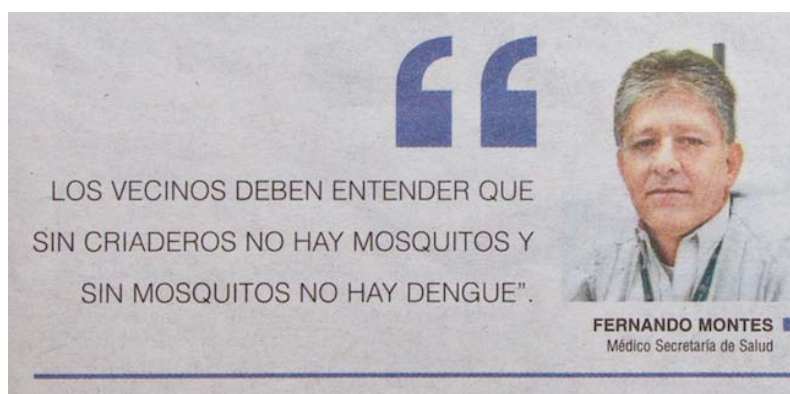 “
LOS VECINOS DEBEN ENTENDER QUE
SIN CRIADEROS NO HAY MOSQUITOS Y
SIN MOSQUITOS NO HAY DENGUE”.
FERNANDO MONTES
Médico Secretaría de Salud